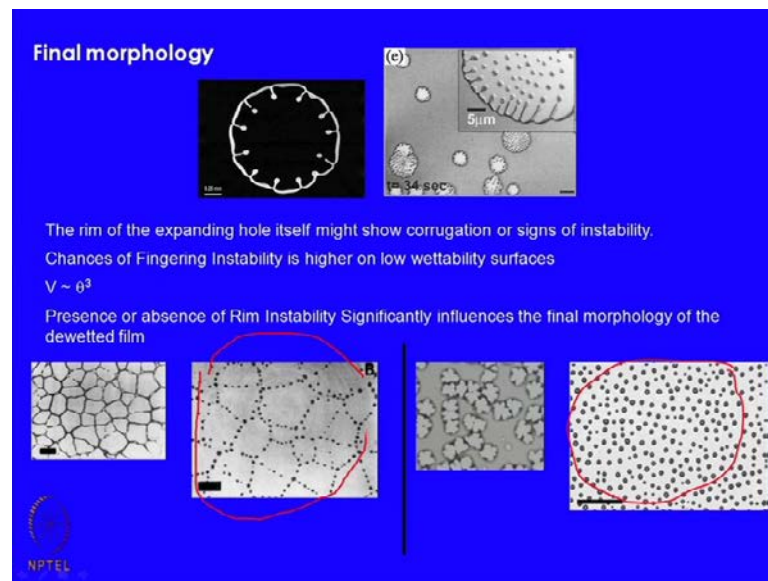 Final morphology
(e)
5μm
t= 34 sec
The rim of the expanding hole itself might show corrugation or signs of instability.
Chances of Fingering Instability is higher on low wettability surfaces
V ~ θ³
Presence or absence of Rim Instability Significantly influences the final morphology of the
dewetted film
B
NPTEL